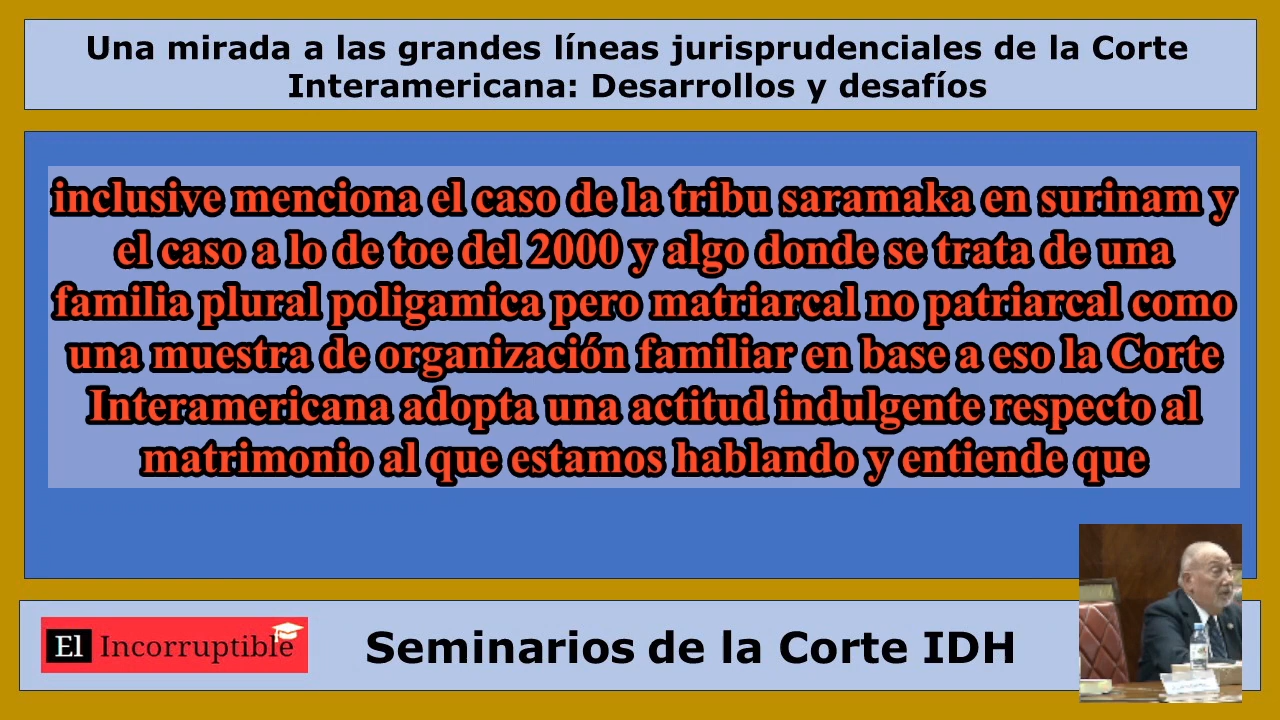 Una mirada a las grandes líneas jurisprudenciales de la Corte
Interamericana: Desarrollos y desafíos
inclusive menciona el caso de la tribu saramaka en surinam y
el caso a lo de toe del 2000 y algo donde se trata de una
familia plural poligamica pero matriarcal no patriarcal como
una muestra de organización familiar en base a eso la Corte
Interamericana adopta una actitud indulgente respecto al
matrimonio al que estamos hablando y entiende que
El Incorruptible
Seminarios de la Corte IDH